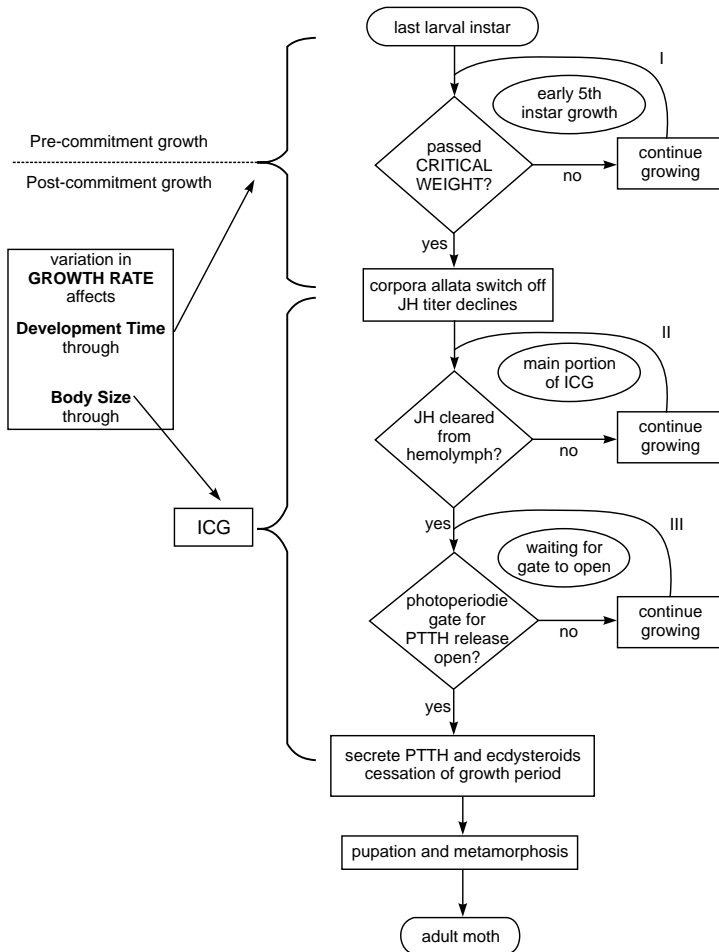 last larval instar
I
early 5th
instar growth
passed
CRITICAL
WEIGHT?
no
continue
growing
yes
Pre-commitment growth
Post-commitment growth
variation in
GROWTH RATE
affects
Development Time
through
Body Size
through
ICG
corpora allata switch off
JH titer declines
II
main portion
of ICG
JH cleared
from
hemolymph?
no
continue
growing
yes
III
waiting for
gate to open
photoperiodie
gate for
PTTH release
open?
no
continue
growing
yes
secrete PTTH and ecdysteroids
cessation of growth period
pupation and metamorphosis
adult moth